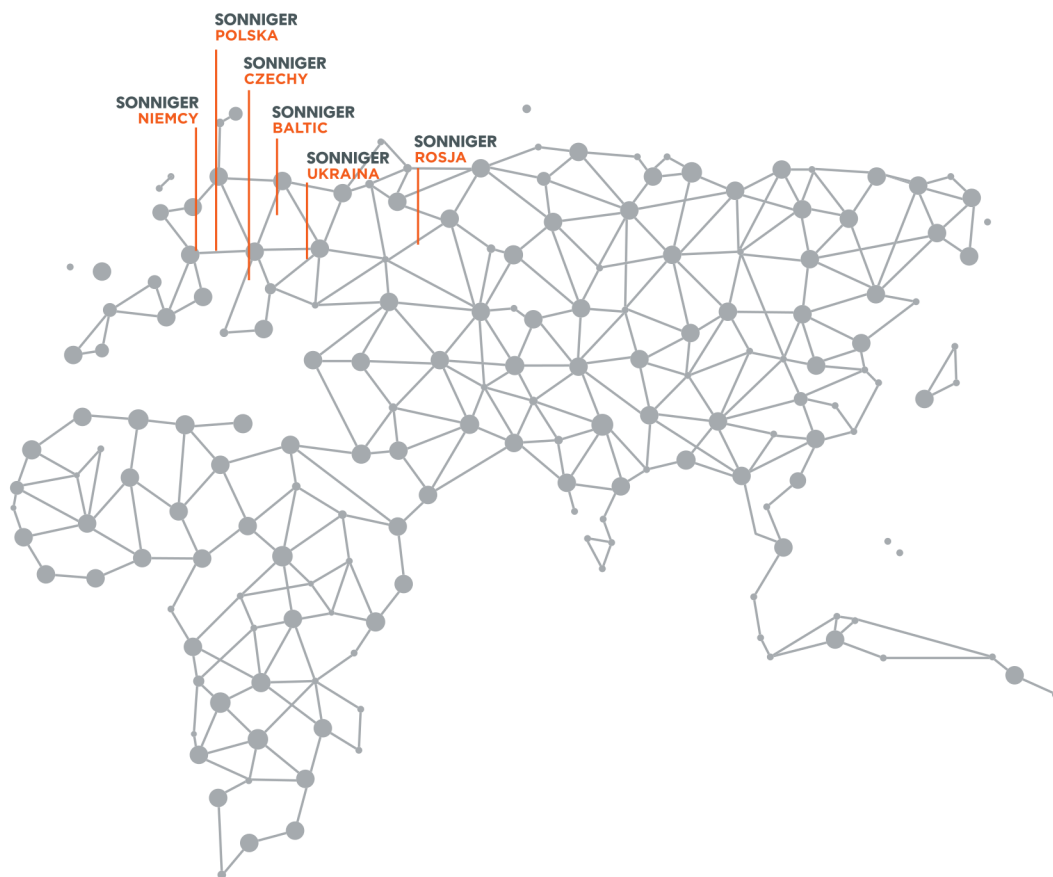 SONNIGER
POLSKA
SONNIGER
CZECHY
SONNIGER
NIEMCY
SONNIGER
BALTIC
SONNIGER
ROSJA
SONNIGER
UKRAINA